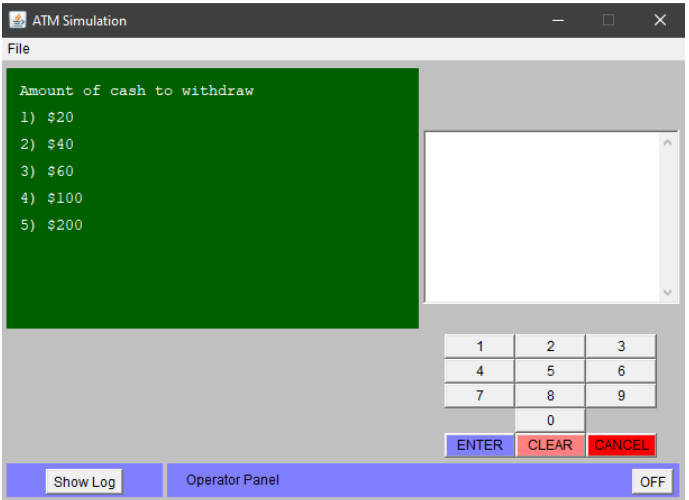 ATM Simulation
File
Amount of cash to withdraw
1) $20
2) $40
3) $60
4) $100
5) $200
1 2 3
4 5 6
7 8 9
0
ENTER CLEAR CANCEL
Show Log Operator Panel OFF